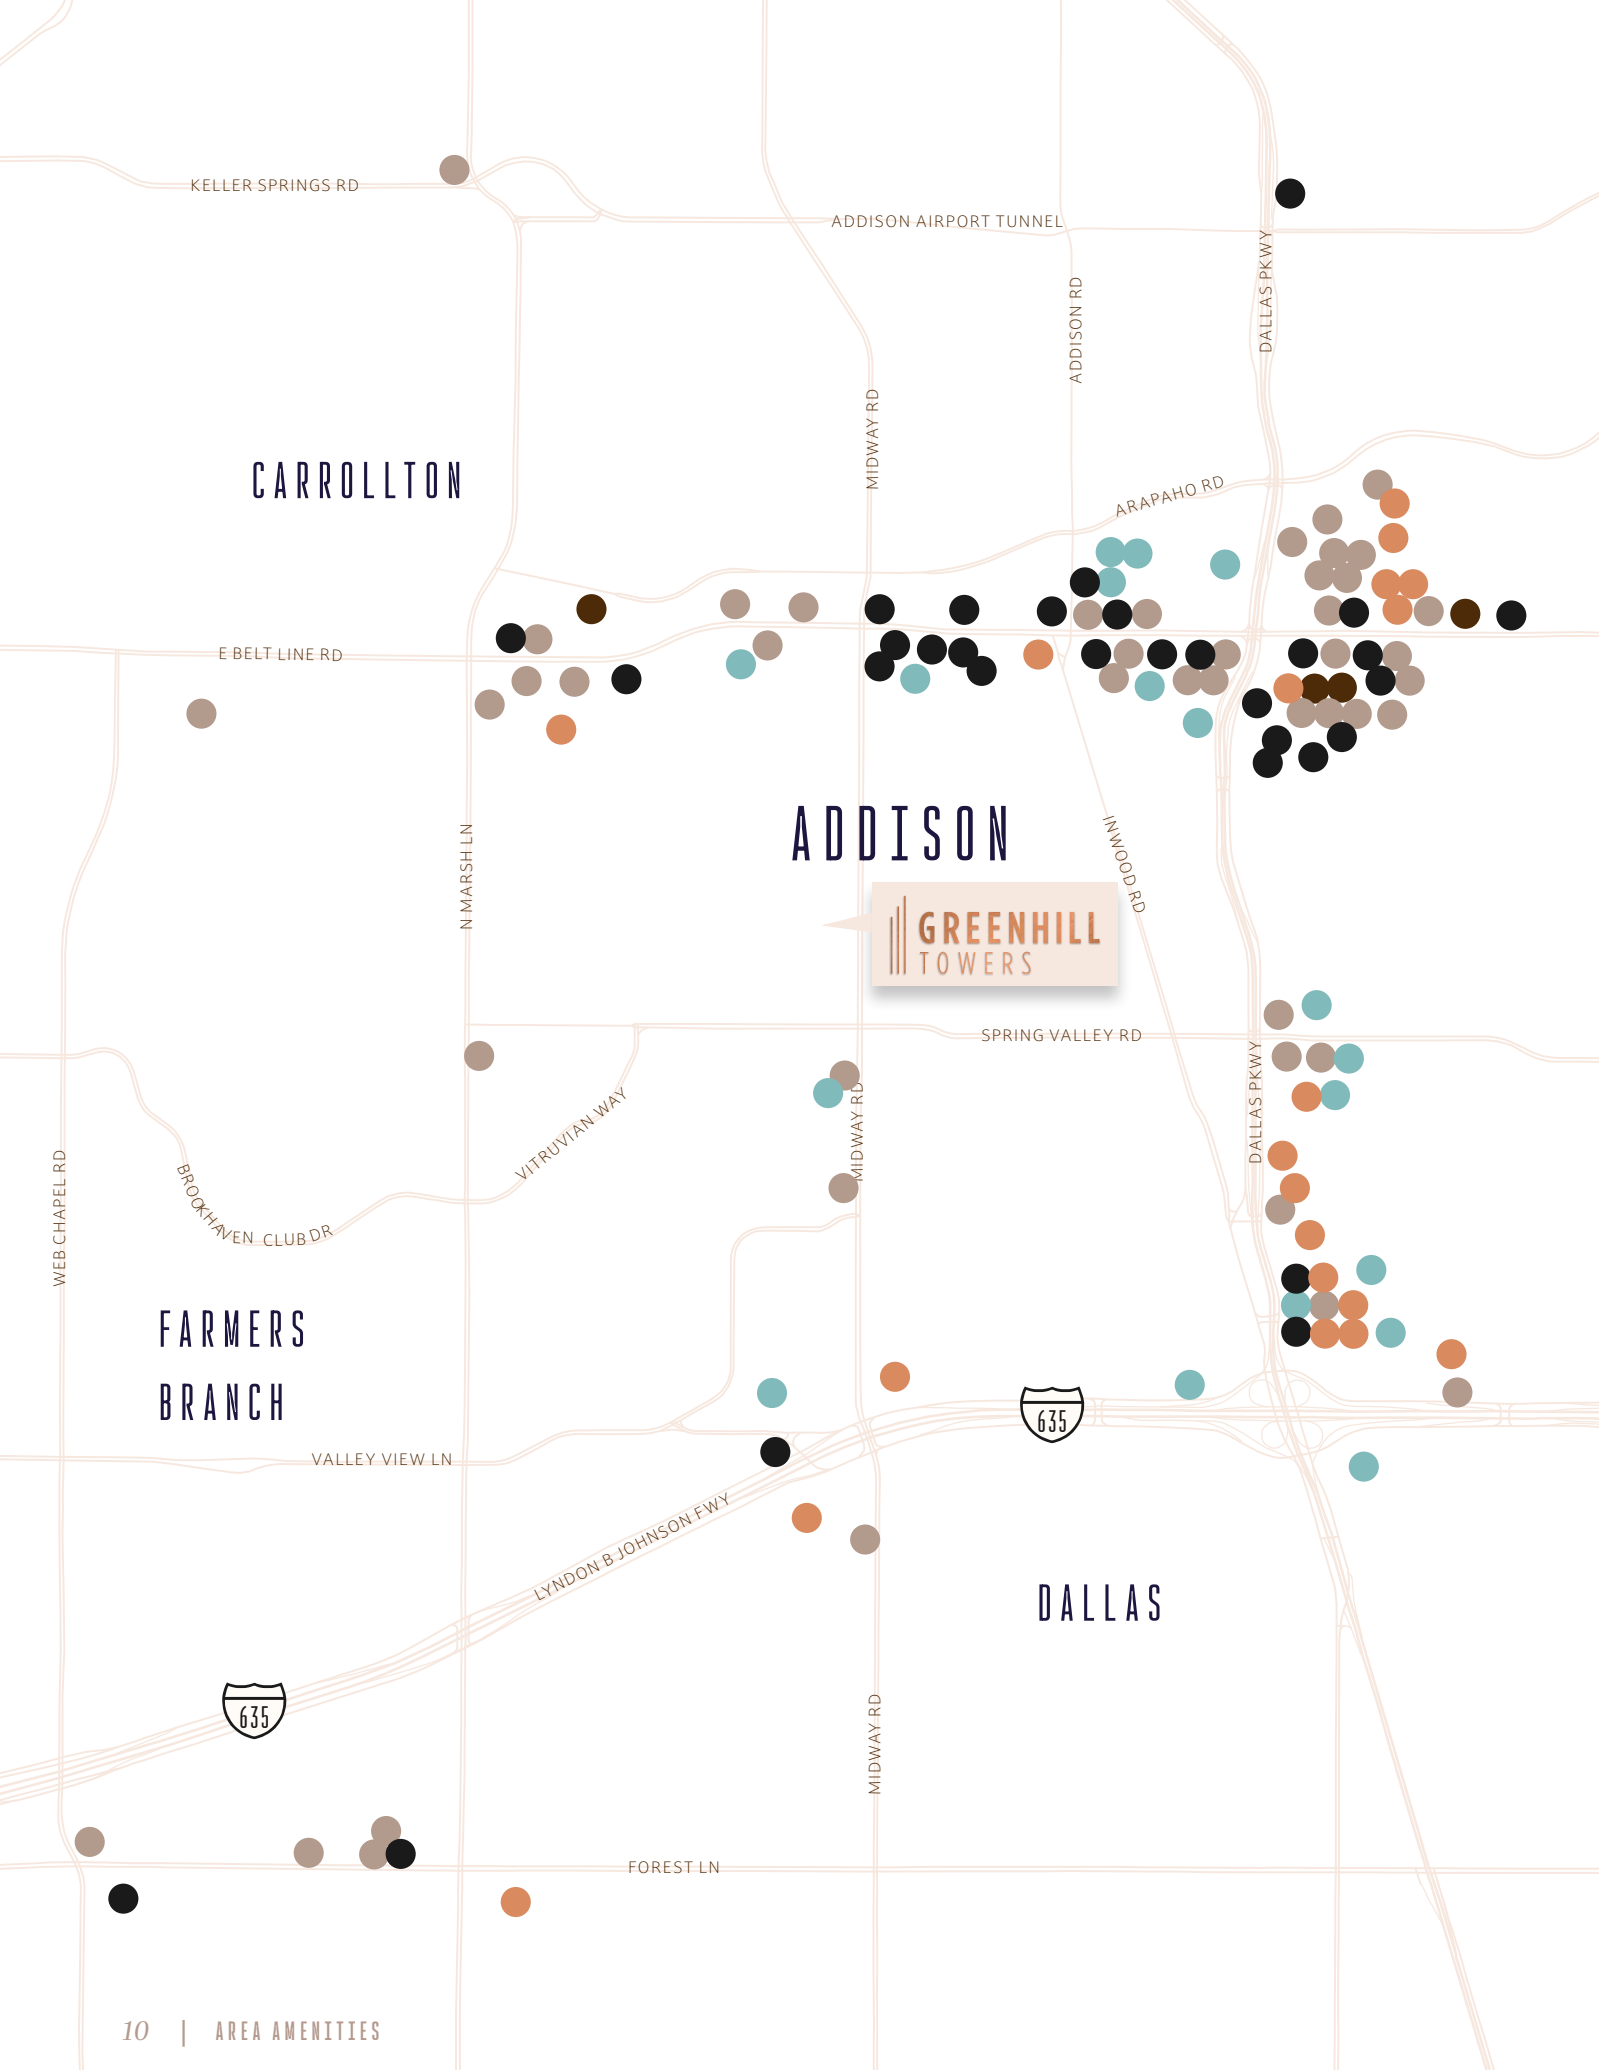 KELLER SPRINGS RD
ADDISON AIRPORT TUNNEL
DALLAS PKWY
ADDISON RD
MIDWAY RD
CARROLLTON
ARAPAHO RD
E BELT LINE RD
ADDISON
N MARSH LN
INWOOD RD
GREENHILL
TOWERS
SPRING VALLEY RD
DALLAS PKWY
VITRUVIAN WAY
MIDWAY RD
WEB CHAPEL RD
BROOKHAVEN CLUB DR
FARMERS
BRANCH
635
VALLEY VIEW LN
LYNDON B JOHNSON FWY
DALLAS
635
MIDWAY RD
FOREST LN
10 | AREA AMENITIES